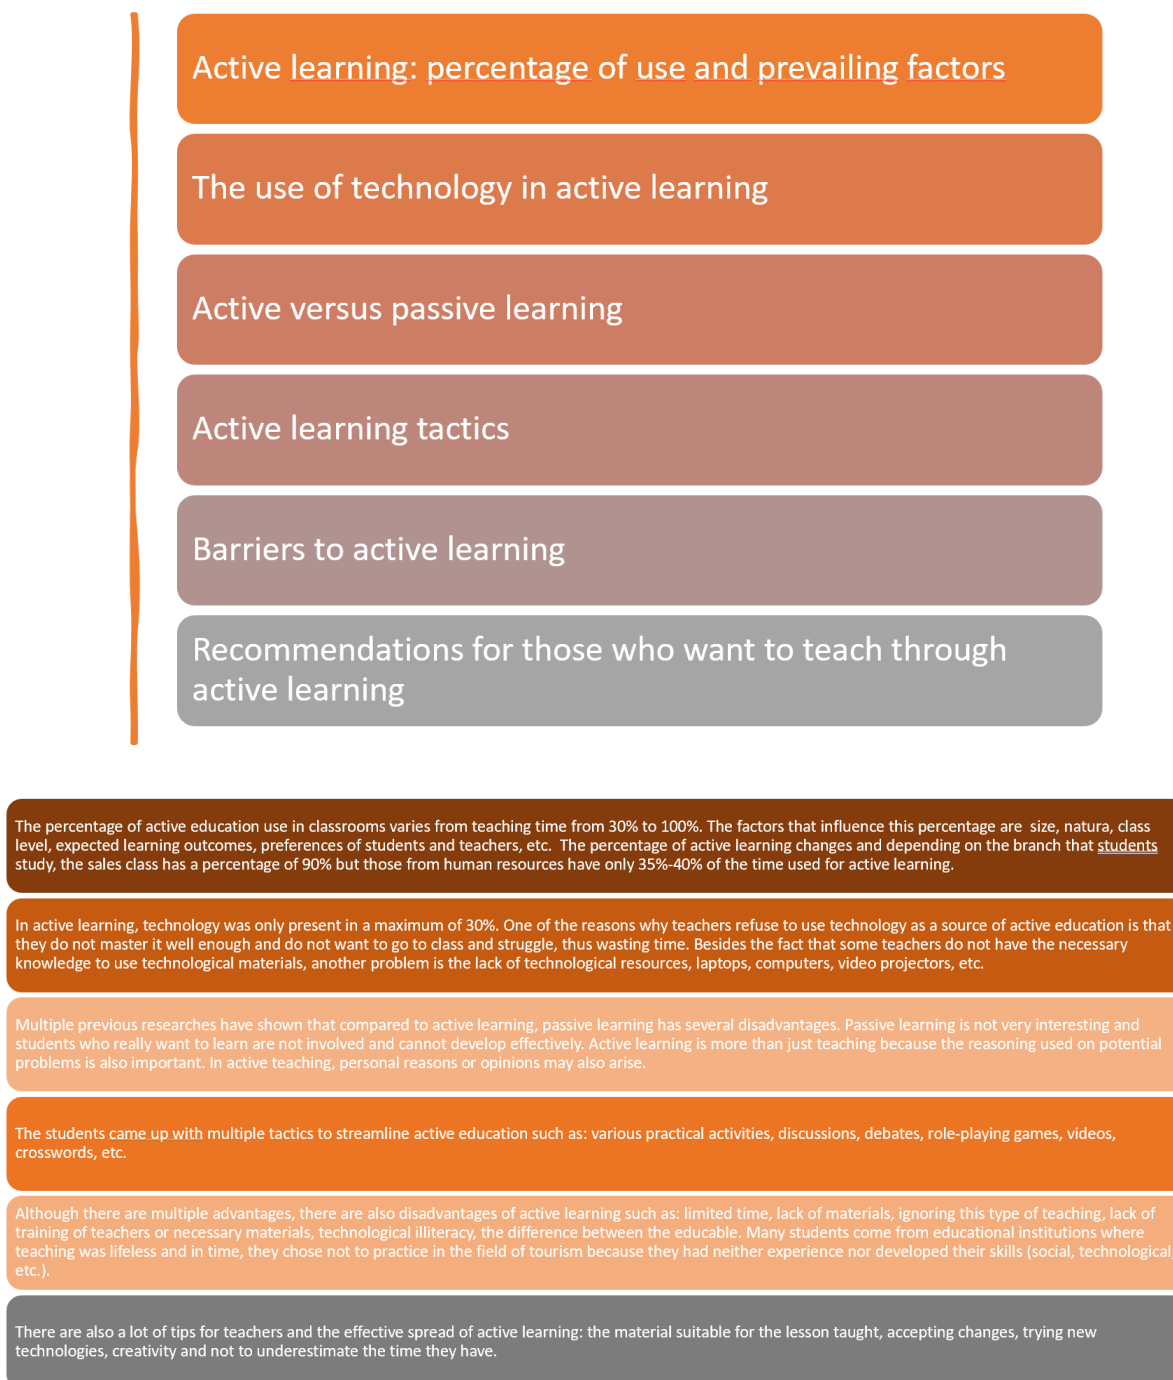 Active learning: percentage of use and prevailing factors
The use of technology in active learning
Active versus passive learning
Active learning tactics
Barriers to active learning
Recommendations for those who want to teach through
active learning
The percentage of active education use in classrooms varies from teaching time from 30% to 100%. The factors that influence this percentage are  size, natura, class
level, expected learning outcomes, preferences of students and teachers, etc.  The percentage of active learning changes and depending on the branch that students
study, the sales class has a percentage of 90% but those from human resources have only 35%-40% of the time used for active learning.
In active learning, technology was only present in a maximum of 30%. One of the reasons why teachers refuse to use technology as a source of active education is that
they do not master it well enough and do not want to go to class and struggle, thus wasting time. Besides the fact that some teachers do not have the necessary
knowledge to use technological materials, another problem is the lack of technological resources, laptops, computers, video projectors, etc.
Multiple previous researches have shown that compared to active learning, passive learning has several disadvantages. Passive learning is not very interesting and
students who really want to learn are not involved and cannot develop effectively. Active learning is more than just teaching because the reasoning used on potential
problems is also important. In active teaching, personal reasons or opinions may also arise.
The students came up with multiple tactics to streamline active education such as: various practical activities, discussions, debates, role-playing games, videos,
crosswords, etc.
Although there are multiple advantages, there are also disadvantages of active learning such as: limited time, lack of materials, ignoring this type of teaching, lack of
training of teachers or necessary materials, technological illiteracy, the difference between the educable. Many students come from educational institutions where
teaching was lifeless and in time, they chose not to practice in the field of tourism because they had neither experience nor developed their skills (social, technological
etc.).
There are also a lot of tips for teachers and the effective spread of active learning: the material suitable for the lesson taught, accepting changes, trying new
technologies, creativity and not to underestimate the time they have.